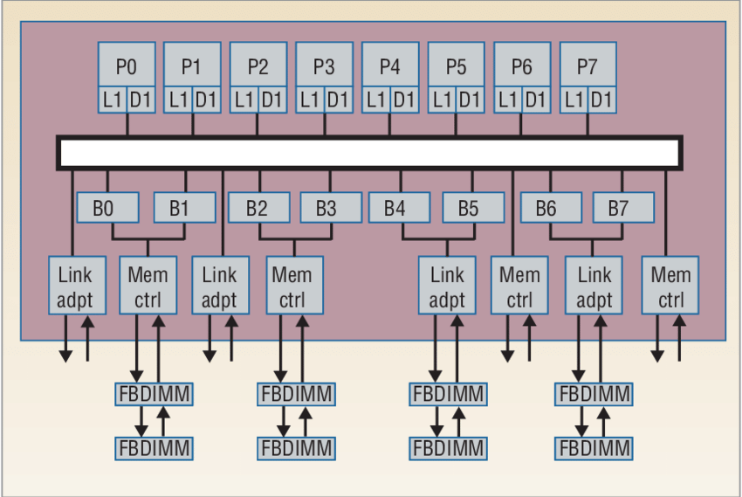 P0 P1 P2 P3 P4 P5 P6 P7
L1 D1 L1 D1 L1 D1 L1 D1 L1 D1 L1 D1 L1 D1 L1 D1
B0 B1 B2 B3 B4 B5 B6 B7
Link Mem Link Mem Link Mem Link Mem
adpt ctrl adpt ctrl adpt ctrl adpt ctrl
FBDIMM FBDIMM FBDIMM FBDIMM
FBDIMM FBDIMM FBDIMM FBDIMM